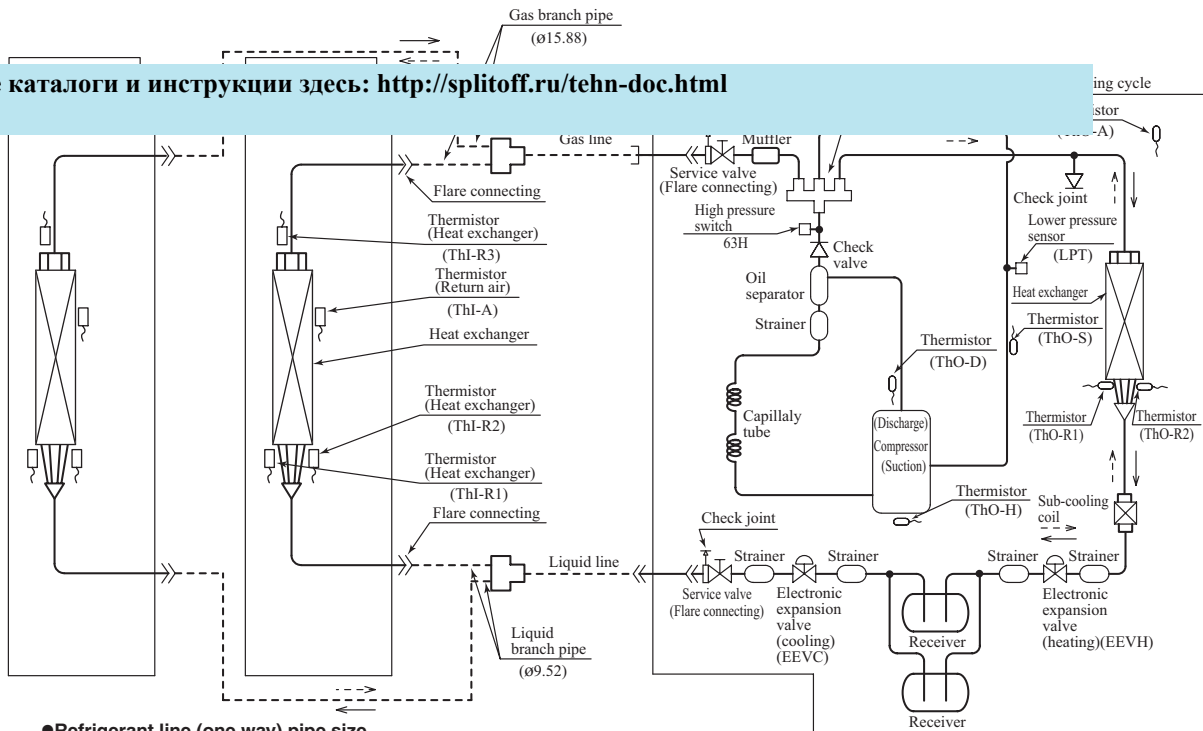 Gas branch pipe
(ø15.88)
каталоги и инструкции здесь: http://splitoff.ru/tehn-doc.html
cycle
Gas line
Service valve
(Flare connecting)
Muffler
Check joint
Flare connecting
High pressure
switch
63H
Check
valve
Lower pressure
sensor
(LPT)
Thermistor
(Heat exchanger)
(ThI-R3)
Thermistor
(Return air)
(ThI-A)
Oil
separator
Heat exchanger
Strainer
Thermistor
(ThO-S)
Heat exchanger
Thermistor
(ThO-D)
Thermistor
(Heat exchanger)
(ThI-R2)
Capillaly
tube
(Discharge)
Compressor
(Suction)
Thermistor
(ThO-R1)
Thermistor
(ThO-R2)
Thermistor
(Heat exchanger)
(ThI-R1)
Thermistor
(ThO-H)
Sub-cooling
coil
Flare connecting
Check joint
Liquid line
Strainer
Strainer
Strainer
Strainer
Service valve
(Flare connecting)
Electronic
expansion
valve
(cooling)
(EEVC)
Receiver
Electronic
expansion
valve
(heating)(EEVH)
Liquid
branch pipe
(ø9.52)
Receiver
●Refrigerant line (one way) pipe size